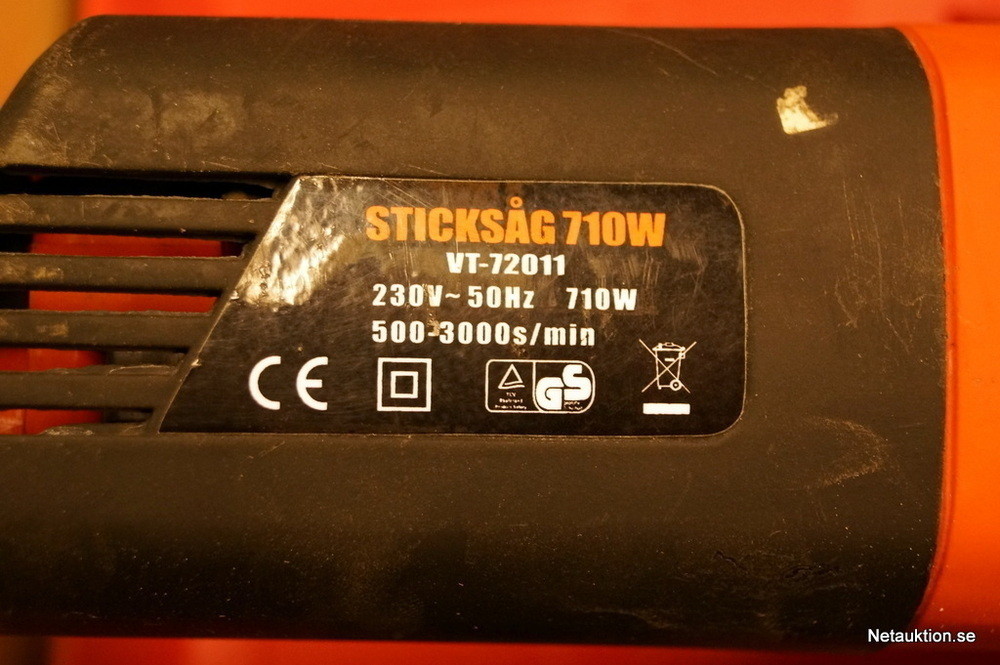 STICKSÅG 710W
VT-72011
230V~50Hz 710W
500-3000s/min
CE
GS
Netauktion.se